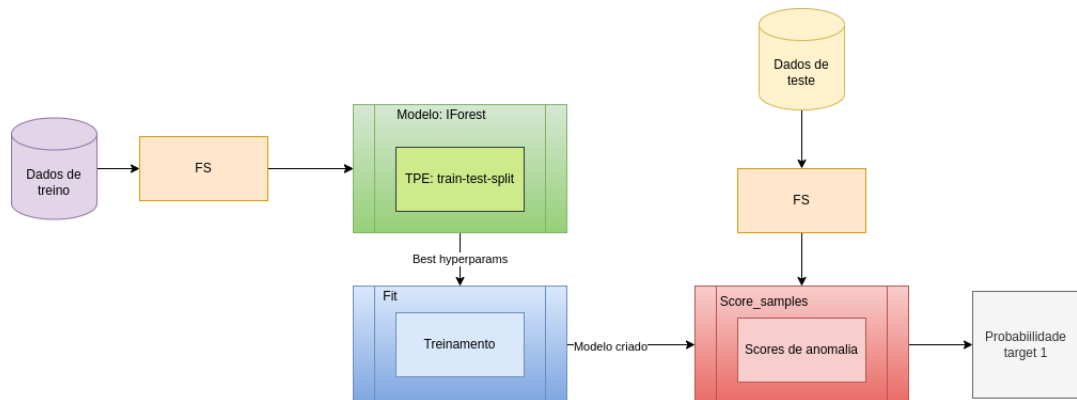 Dados de
teste
Modelo: IForest
Dados de
treino
FS
TPE: train-test-split
FS
Best hyperparams
Fit
Treinamento
Modelo criado
Score_samples
Scores de anomalia
Probabiilidade
target 1